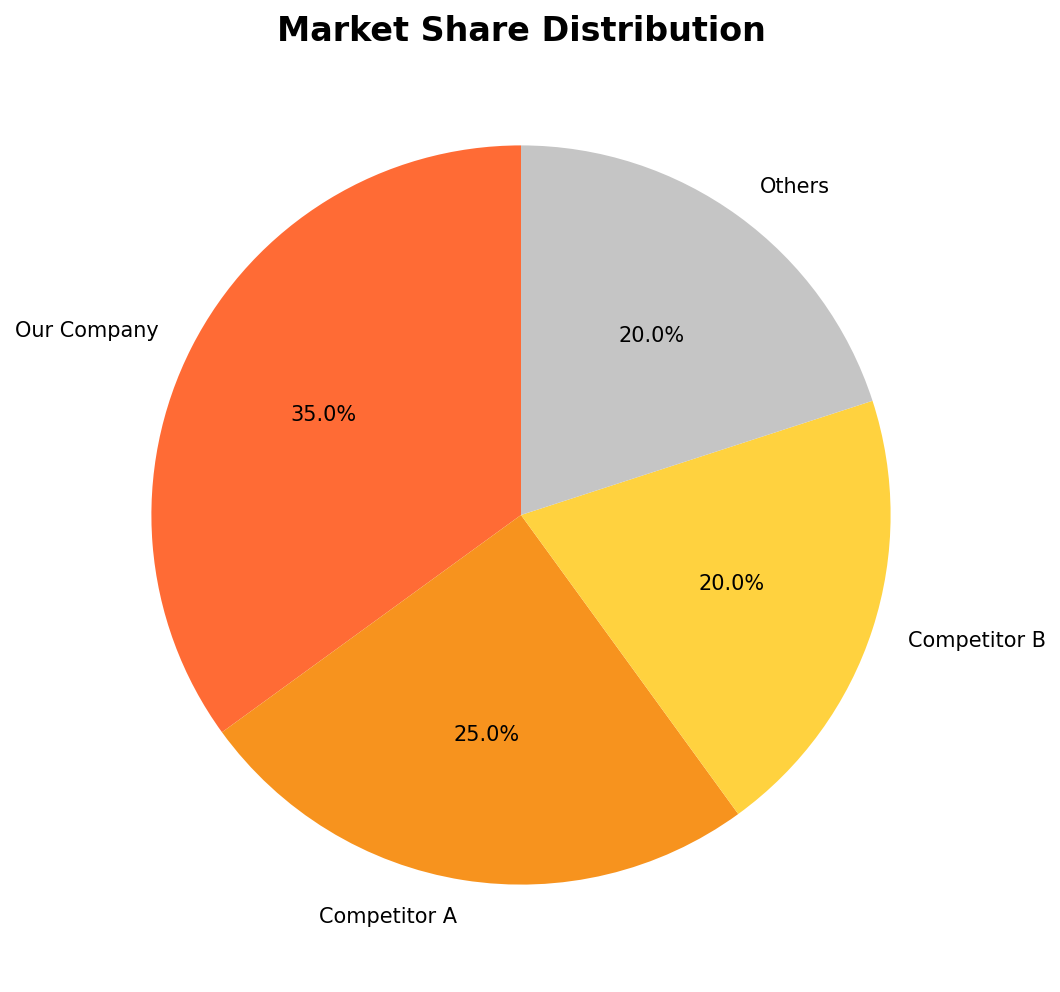 Market Share Distribution
Others
Our Company
20.0%
35.0%
20.0%
Competitor B
25.0%
Competitor A